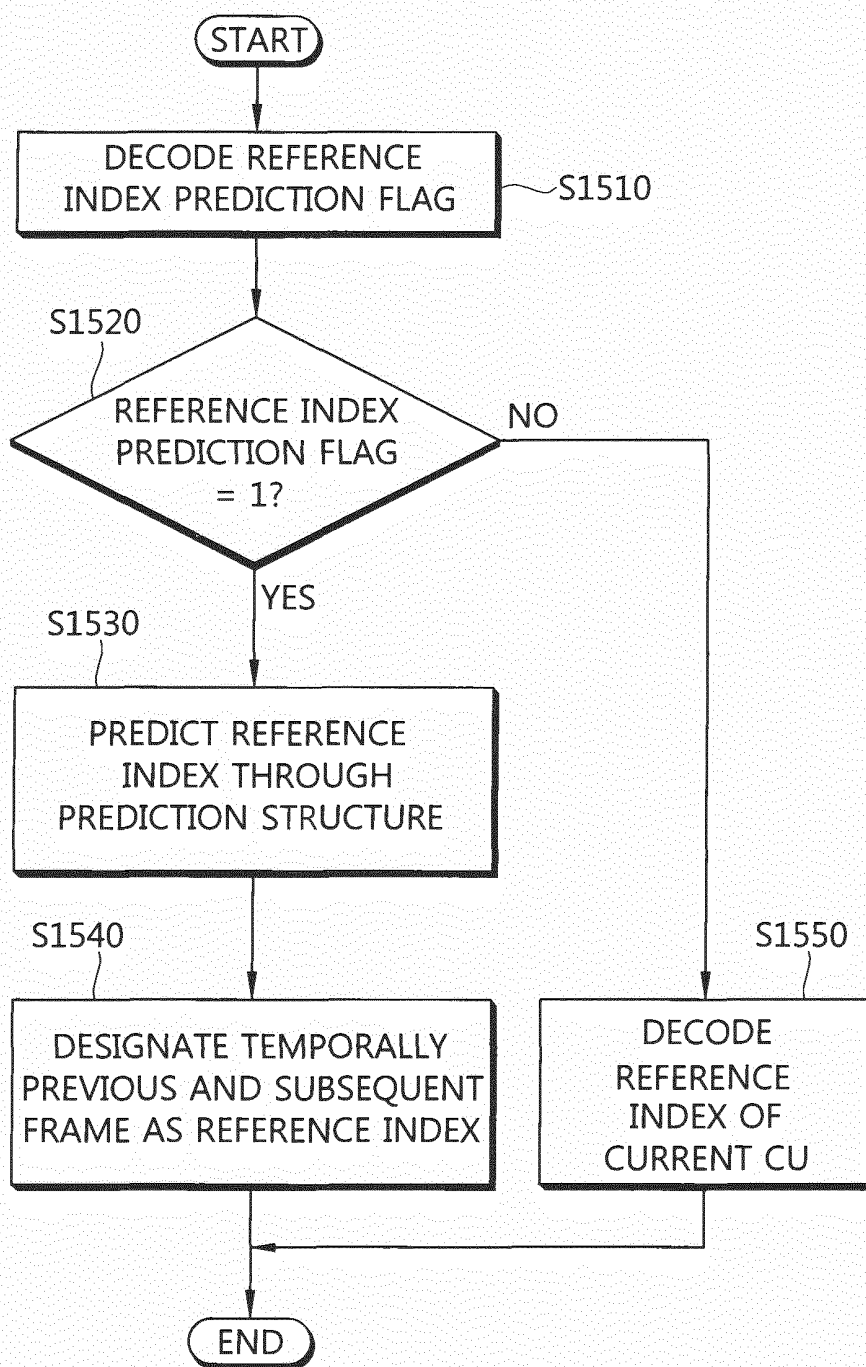 START
DECODE REFERENCE
INDEX PREDICTION FLAG
S1510
S1520
REFERENCE INDEX
PREDICTION FLAG
= 1?
NO
YES
S1530
PREDICT REFERENCE
INDEX THROUGH
PREDICTION STRUCTURE
S1540
DESIGNATE TEMPORALLY
PREVIOUS AND SUBSEQUENT
FRAME AS REFERENCE INDEX
S1550
DECODE
REFERENCE
INDEX OF
CURRENT CU
END